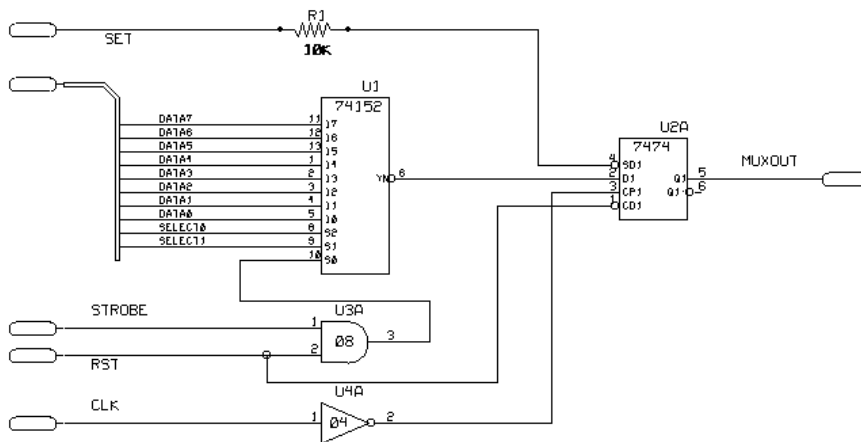 R1
SET
10K
U1
74152
DATA7 11 I7
DATA6 12 I6
DATA5 13 I5
DATA4 1 I4
DATA3 2 I3
DATA2 3 I2
DATA1 4 I1
DATA0 5 I0
SELECT0 8 S2
SELECT1 9 S1
10 S0
YN 6
U2A
7474
4 SD1
2 D1
3 CP1
1 CD1
Q1 5
Q1 6
MUXOUT
STROBE
U3A
1
2
08
3
RST
U4A
CLK
1
04
2